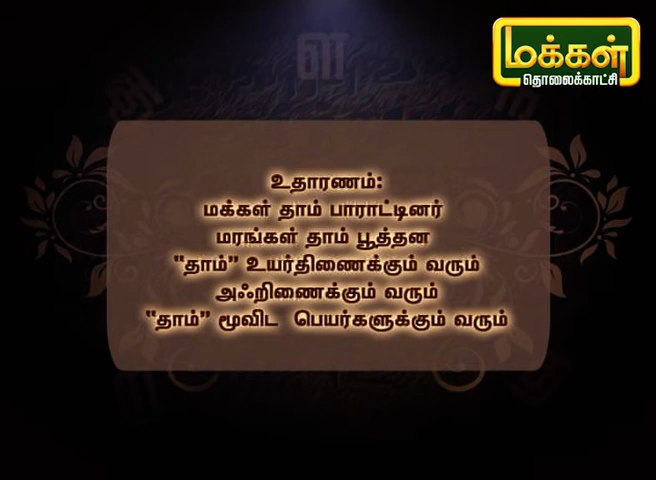 மக்கள்
தொலைக்காட்சி
ள
உதாரணம்:
மக்கள் தாம் பாராட்டினர்
மரங்கள் தாம் பூத்தன
"தாம்" உயர்திணைக்கும் வரும்
அஃறிணைக்கும் வரும்
"தாம்" மூவிட பெயர்களுக்கும் வரும்